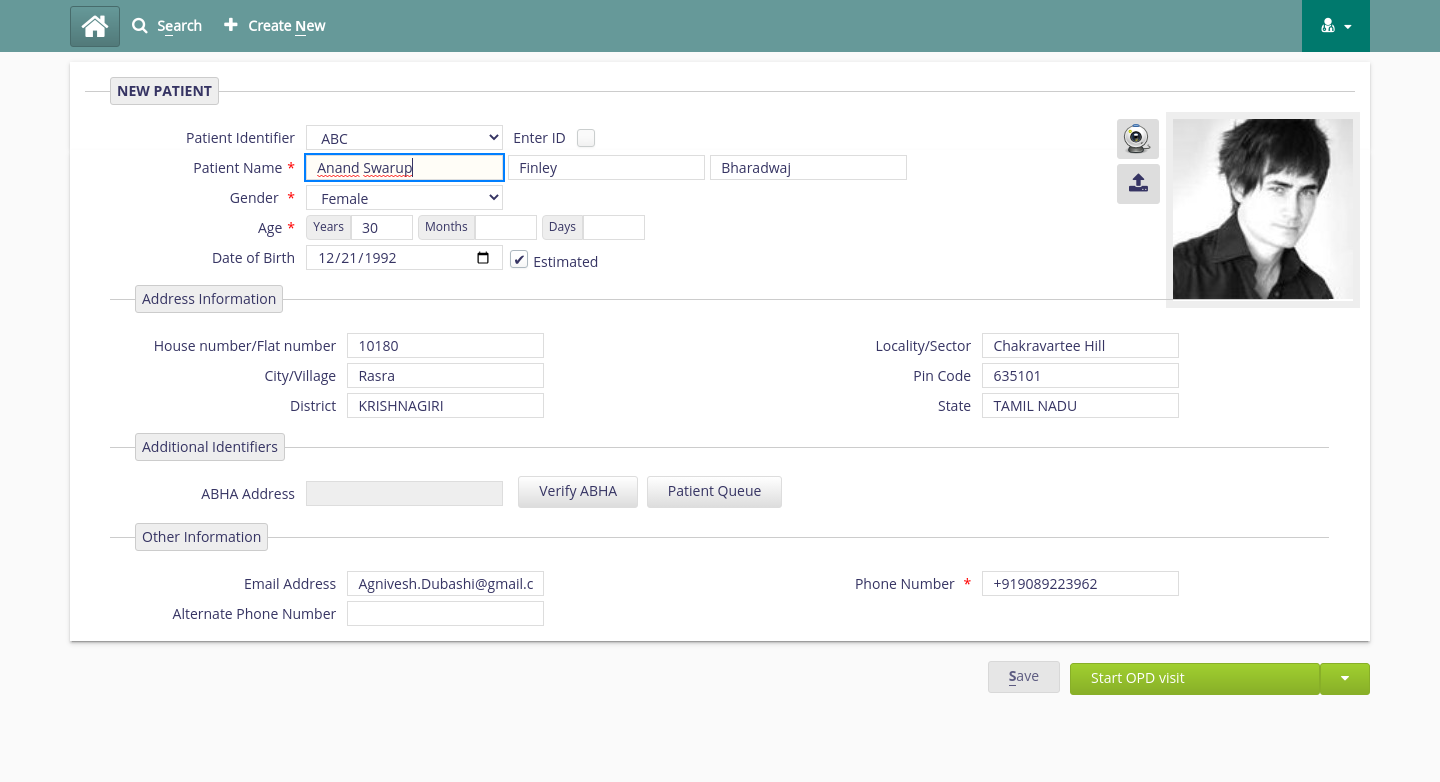 Search Create New
NEW PATIENT
Patient Identifier ABC Enter ID
Patient Name * Anand Swarup Finley Bharadwaj
Gender * Female
Age * Years 30 Months Days
Date of Birth 12/21/1992 ✔ Estimated
Address Information
House number/Flat number 10180 Locality/Sector Chakravartee Hill
City/Village Rasra Pin Code 635101
District KRISHNAGIRI State TAMIL NADU
Additional Identifiers
ABHA Address Verify ABHA Patient Queue
Other Information
Email Address Agnivesh.Dubashi@gmail.c Phone Number * +919089223962
Alternate Phone Number
Save Start OPD visit